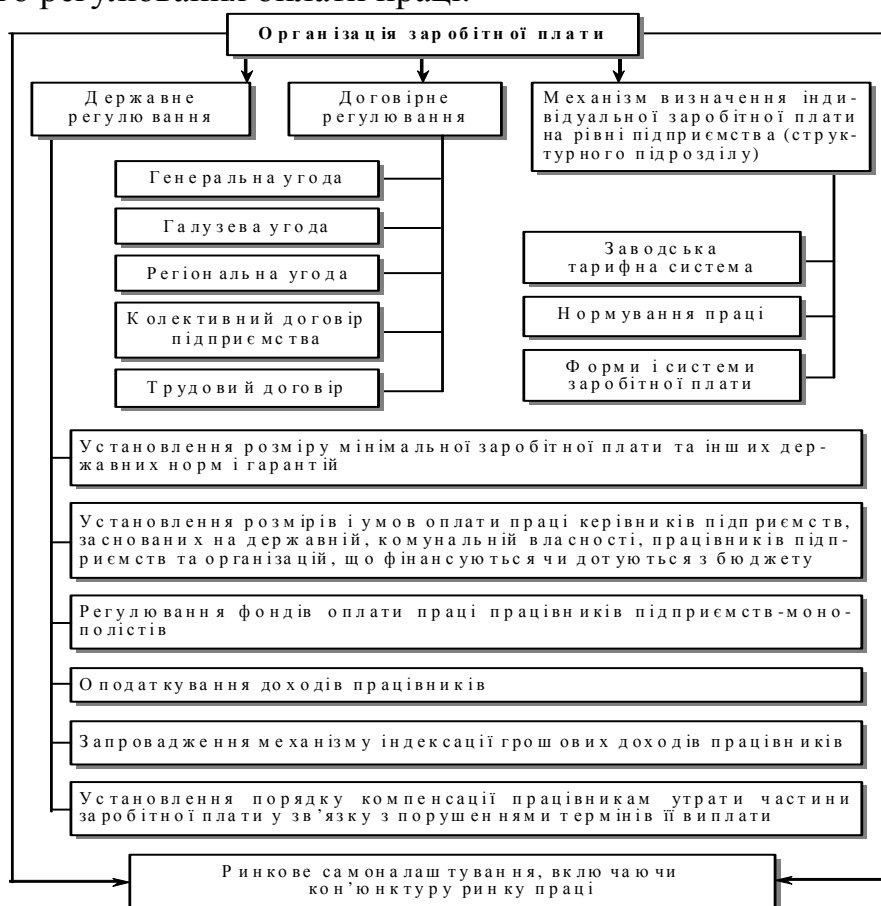 го регулювання оплати праці.
Організація заробітної плати
Державне
регулювання
Договірне
регулювання
Механізм визначення інди-
відуальної заробітної плати
на рівні підприємства (струк-
турного підрозділу)
Генеральна угода
Галузева угода
Регіональна угода
Колективний договір
підприємства
Трудовий договір
Заводська
тарифна система
Нормування праці
Форми і системи
заробітної плати
Установлення розміру мінімальної заробітної плати та інших дер-
жавних норм і гарантій
Установлення розмірів і умов оплати праці керівників підприємств,
заснованих на державній, комунальній власності, працівників підп-
риємств та організацій, що фінансуються чи дотуються з бюджету
Регулювання фондів оплати праці працівників підприємств-моно-
полістів
Оподаткування доходів працівників
Запровадження механізму індексації грошових доходів працівників
Установлення порядку компенсації працівникам утрати частини
заробітної плати у зв’язку з порушеннями термінів її виплати
Ринкове самоналаштування, включаючи
кон’юнктуру ринку праці